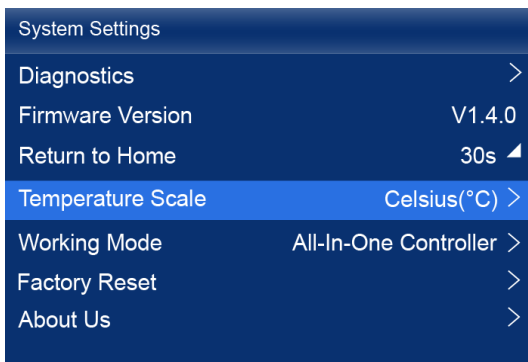 System Settings
Diagnostics >
Firmware Version V1.4.0
Return to Home 30s
Temperature Scale Celsius(°C) >
Working Mode All-In-One Controller >
Factory Reset >
About Us >